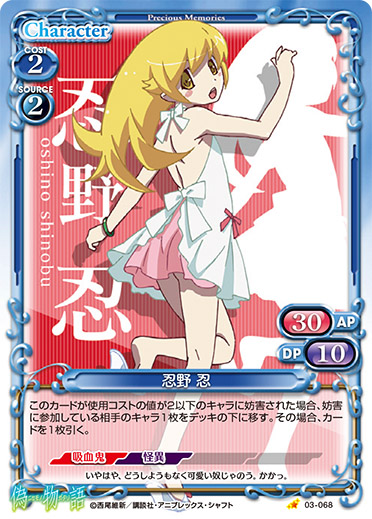 Precious Memories
Character
COST
2
SOURCE
2
忍野忍
oshino shinobu
30 AP
DP 10
忍野 忍
このカードが使用コストの値が2以下のキャラに妨害された場合、妨害
に参加している相手のキャラ1枚をデッキの下に移す。その場合、カー
ドを1枚引く。
吸血鬼 怪異
いやはや、どうしようもなく可愛い奴じゃのう。かかっ。
偽物語
©西尾維新/講談社・アニプレックス・シャフト
03-068